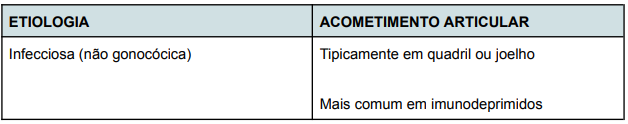 ETIOLOGIA
ACOMETIMENTO ARTICULAR
Infecciosa (não gonocócica)
Tipicamente em quadril ou joelho
Mais comum em imunodeprimidos